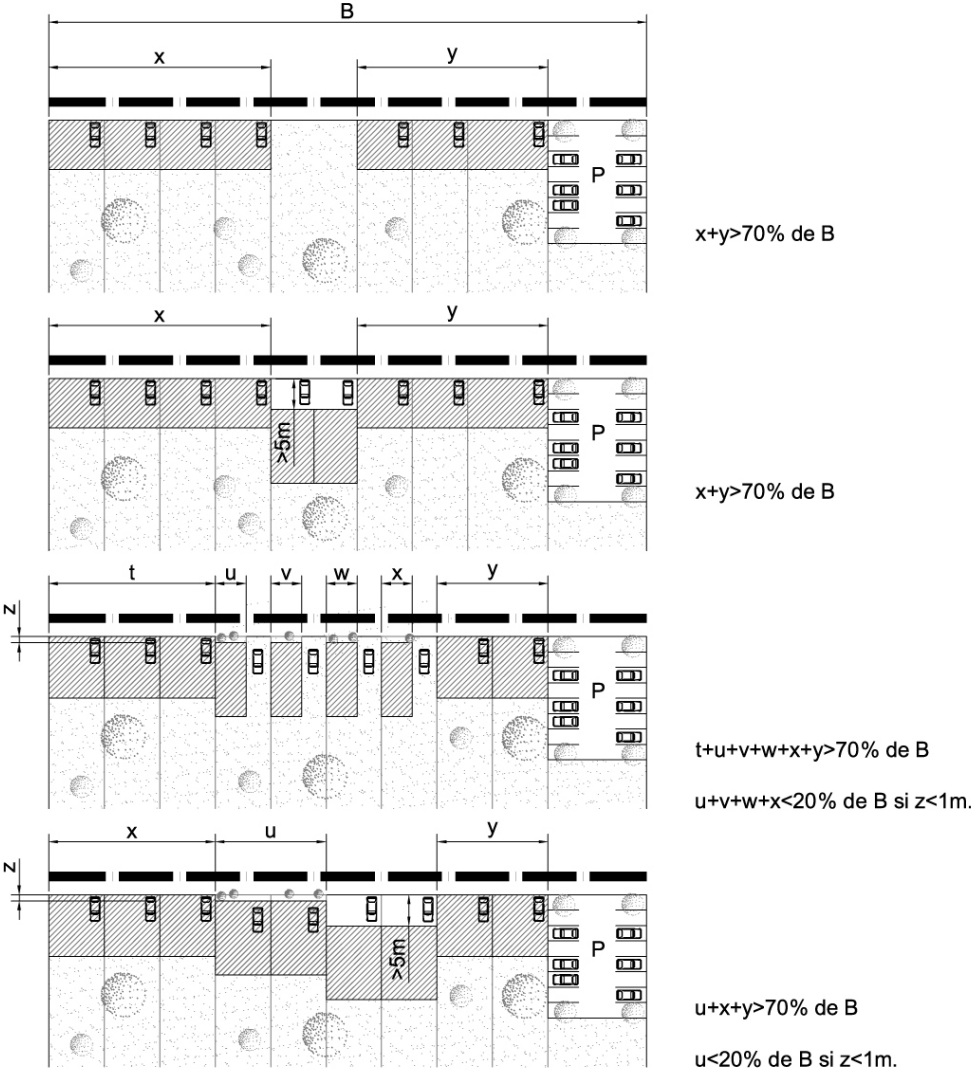 B
x y
P
x+y>70% de B
x y
>5m
P
x+y>70% de B
t u v w x y
z
P
t+u+v+w+x+y>70% de B
u+v+w+x<20% de B si z<1m.
x u y
z
>5m
P
u+x+y>70% de B
u<20% de B si z<1m.